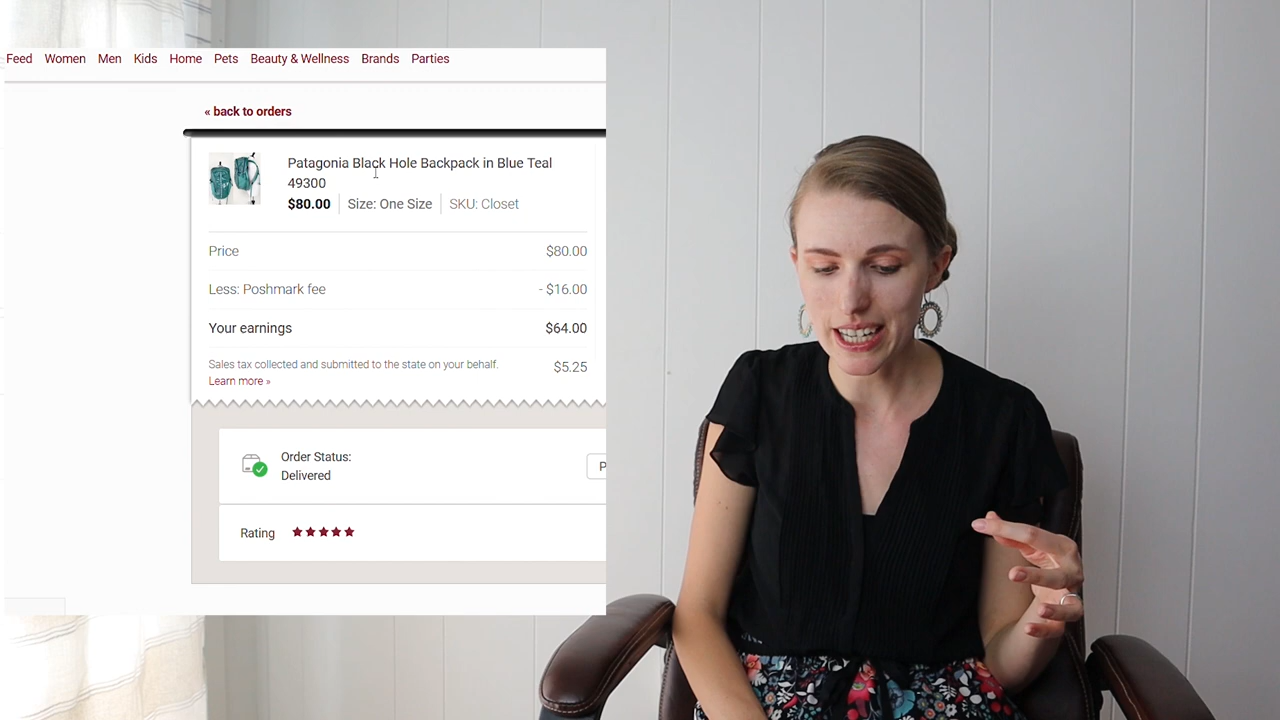 Feed Women Men Kids Home Pets Beauty & Wellness Brands Parties
« back to orders
Patagonia Black Hole Backpack in Blue Teal
49300
$80.00 Size: One Size SKU: Closet
Price $80.00
Less: Poshmark fee - $16.00
Your earnings $64.00
Sales tax collected and submitted to the state on your behalf. $5.25
Learn more »
Order Status:
Delivered
P
Rating